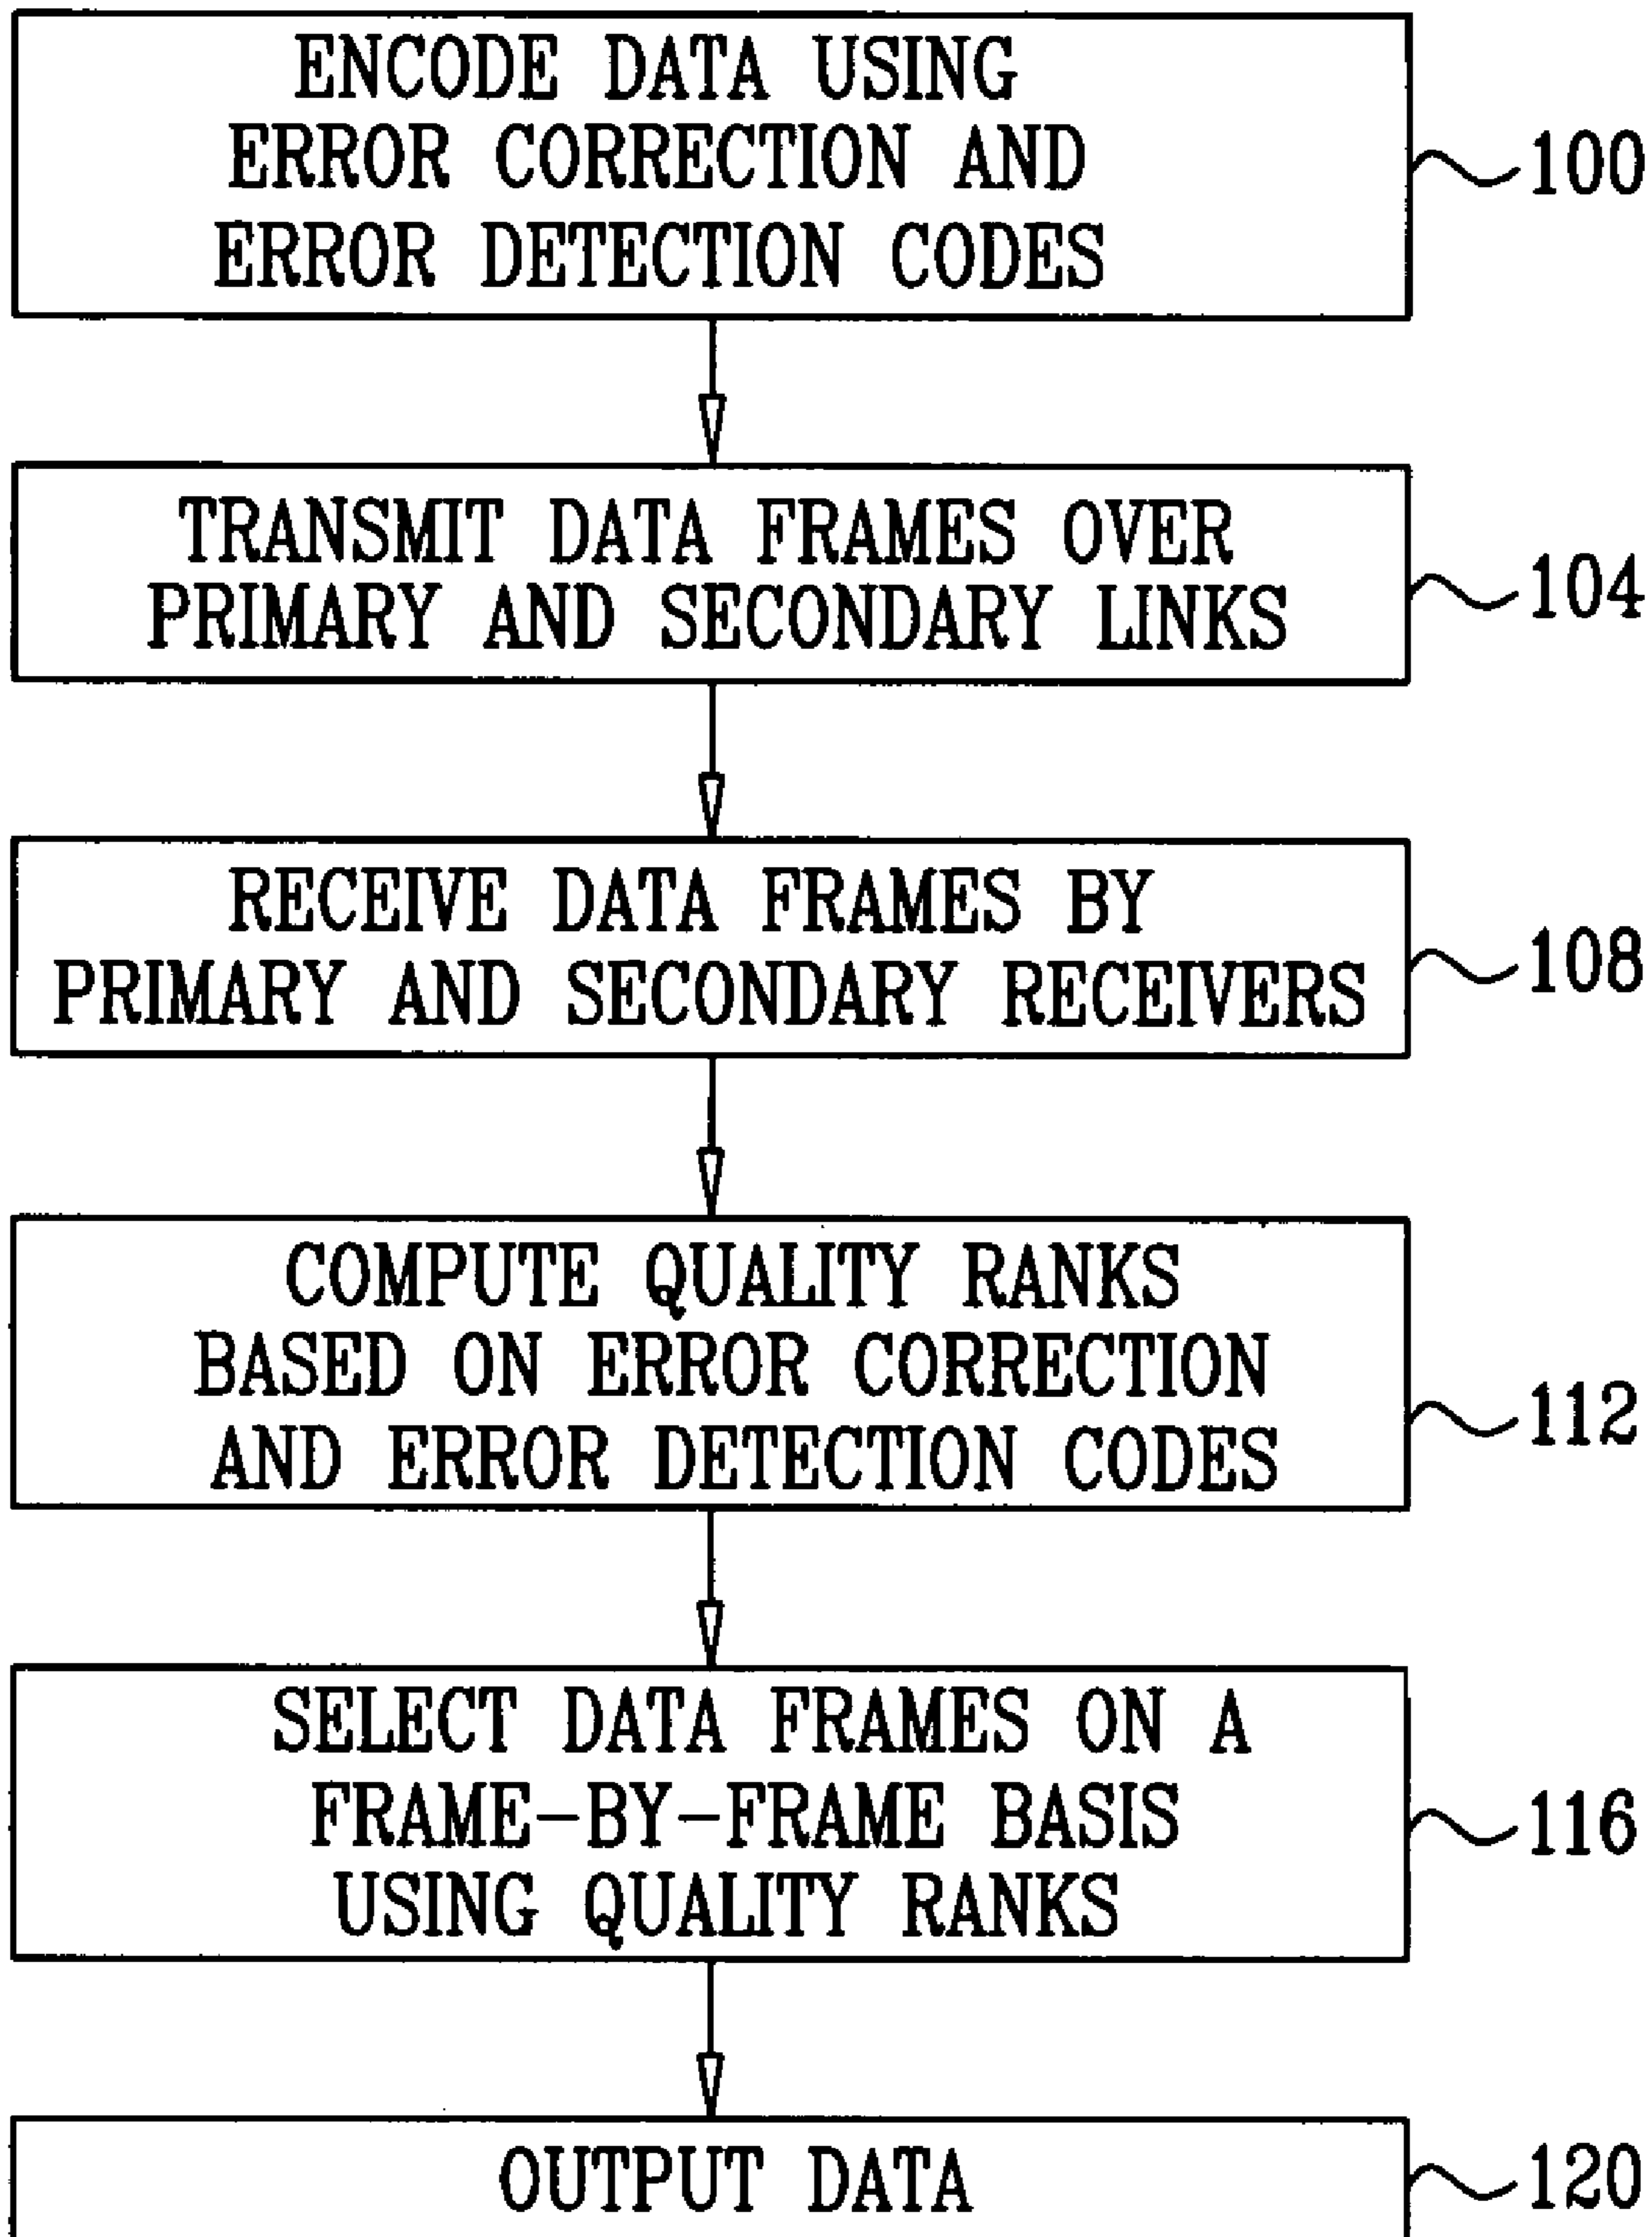 ENCODE DATA USING
ERROR CORRECTION AND
ERROR DETECTION CODES
100
TRANSMIT DATA FRAMES OVER
PRIMARY AND SECONDARY LINKS
104
RECEIVE DATA FRAMES BY
PRIMARY AND SECONDARY RECEIVERS
108
COMPUTE QUALITY RANKS
BASED ON ERROR CORRECTION
AND ERROR DETECTION CODES
112
SELECT DATA FRAMES ON A
FRAME-BY-FRAME BASIS
USING QUALITY RANKS
116
OUTPUT DATA
120